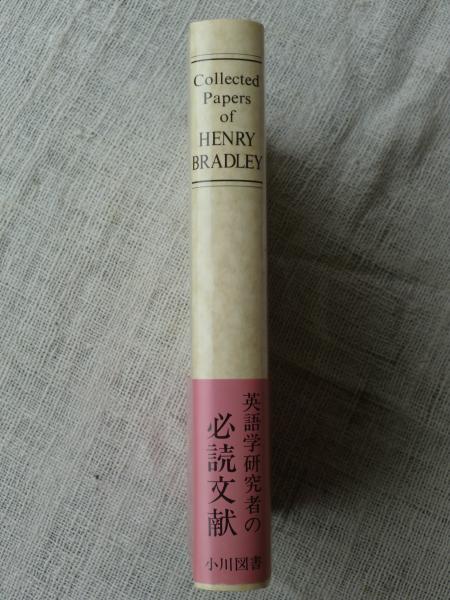 Collected
Papers
of
HENRY
BRADLEY
英語学研究者の
必読文献
小川図書